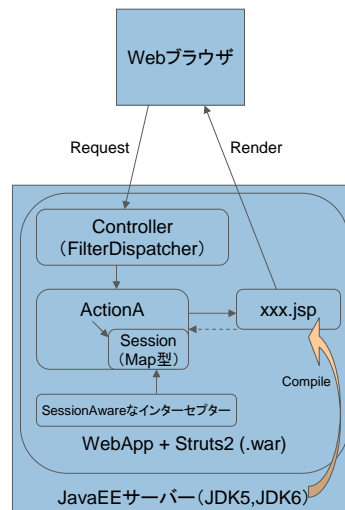 Webブラウザ
Request
Render
Controller
（FilterDispatcher）
ActionA
xxx.jsp
Session
（Map型）
Compile
SessionAwareなインターセプター
WebApp + Struts2 (.war)
JavaEEサーバー（JDK5,JDK6）